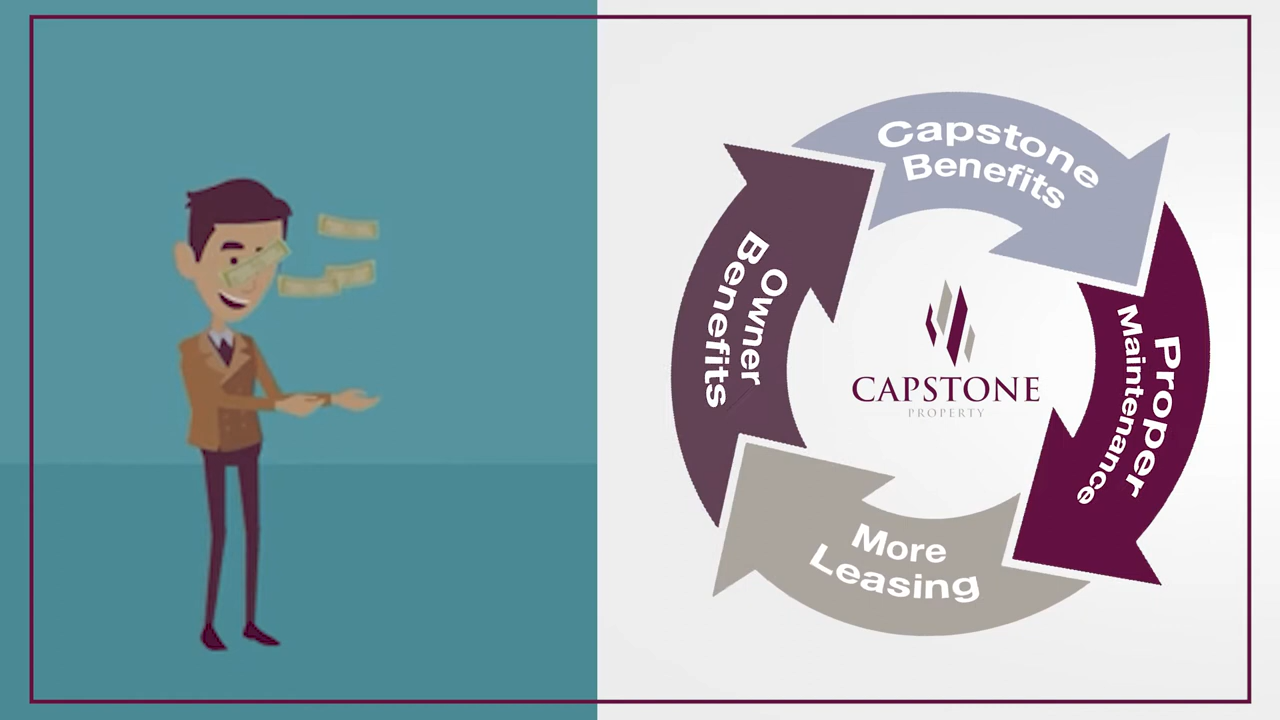 Capstone
Benefits
Proper
Maintenance
More
Leasing
Owner
Benefits
CAPSTONE
PROPERTY